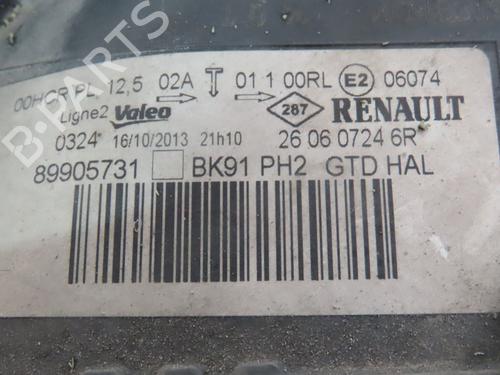 00HCR PL 12,5 02A 01 1 00RL E2 06074
Ligne2 Valeo 287 RENAULT
0324 16/10/2013 21h10 26 06 0724 6R
89905731 BK91 PH2 GTD HAL
B-PARTS